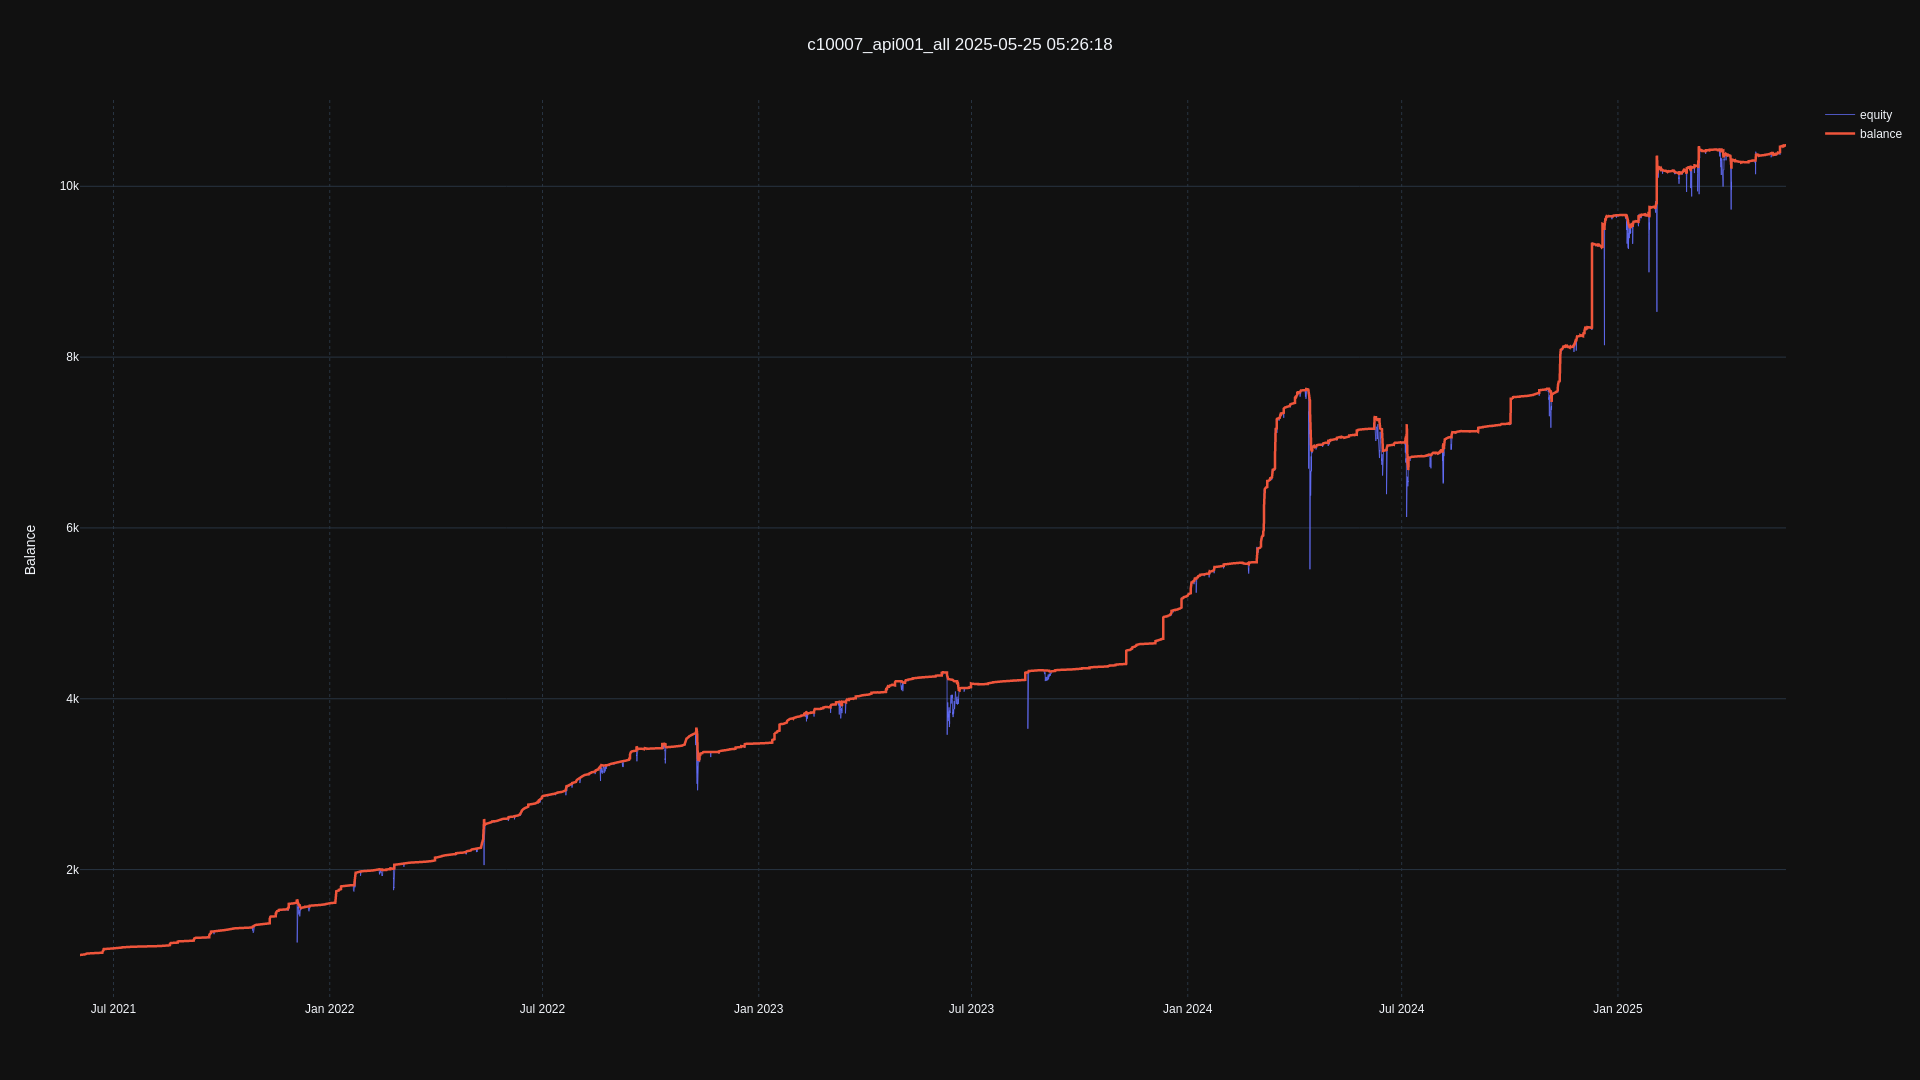 c10007_api001_all 2025-05-25 05:26:18
equity
balance
10k
8k
6k
4k
2k
Balance
Jul 2021
Jan 2022
Jul 2022
Jan 2023
Jul 2023
Jan 2024
Jul 2024
Jan 2025